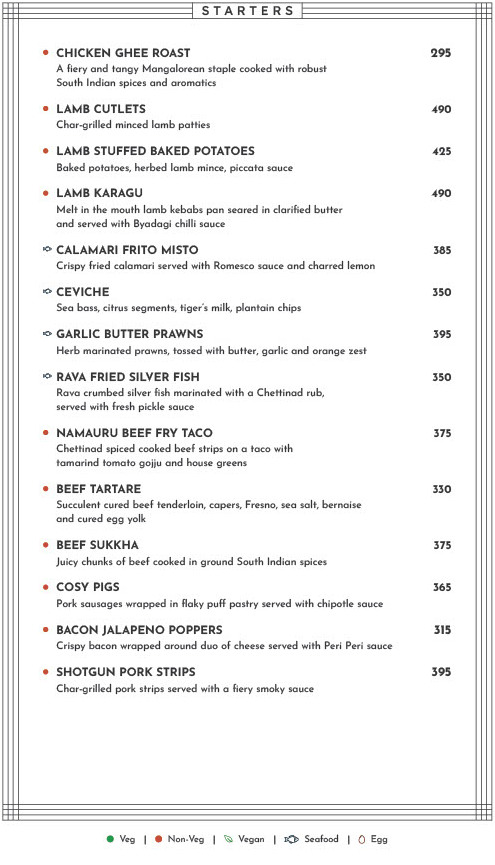 STARTERS
CHICKEN GHEE ROAST 295
A fiery and tangy Mangalorean staple cooked with robust
South Indian spices and aromatics
LAMB CUTLETS 490
Char-grilled minced lamb patties
LAMB STUFFED BAKED POTATOES 425
Baked potatoes, herbed lamb mince, piccata sauce
LAMB KARAGU 490
Melt in the mouth lamb kebabs pan seared in clarified butter
and served with Byadagi chilli sauce
CALAMARI FRITO MISTO 385
Crispy fried calamari served with Romesco sauce and charred lemon
CEVICHE 350
Sea bass, citrus segments, tiger's milk, plantain chips
GARLIC BUTTER PRAWNS 395
Herb marinated prawns, tossed with butter, garlic and orange zest
RAVA FRIED SILVER FISH 350
Rava crumbed silver fish marinated with a Chettinad rub,
served with fresh pickle sauce
NAMAURU BEEF FRY TACO 375
Chettinad spiced cooked beef strips on a taco with
tamarind tomato gojju and house greens
BEEF TARTARE 330
Succulent cured beef tenderloin, capers, Fresno, sea salt, bernaise
and cured egg yolk
BEEF SUKKHA 375
Juicy chunks of beef cooked in ground South Indian spices
COSY PIGS 365
Pork sausages wrapped in flaky puff pastry served with chipotle sauce
BACON JALAPENO POPPERS 315
Crispy bacon wrapped around duo of cheese served with Peri Peri sauce
SHOTGUN PORK STRIPS 395
Char-grilled pork strips served with a fiery smoky sauce
Veg | Non-Veg | Vegan | Seafood | Egg